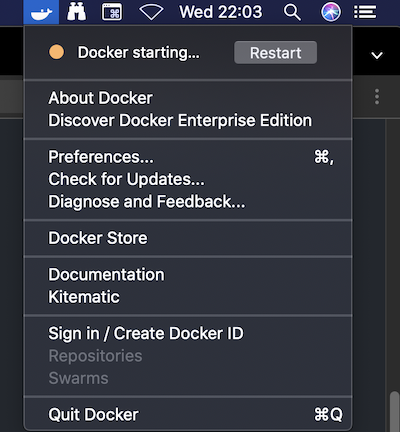 Wed 22:03
Docker starting... Restart
About Docker
Discover Docker Enterprise Edition
Preferences... ⌘,
Check for Updates...
Diagnose and Feedback...
Docker Store
Documentation
Kitematic
Sign in / Create Docker ID
Repositories
Swarms
Quit Docker ⌘Q